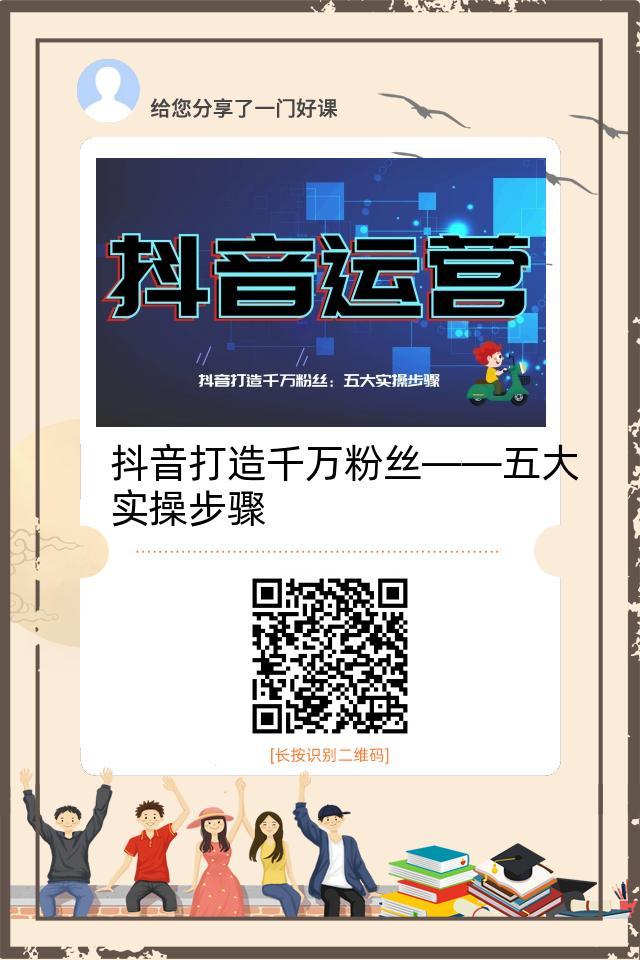 给您分享了一门好课
抖音运营
抖音打造千万粉丝：五大实操步骤
抖音打造千万粉丝——五大
实操步骤
[长按识别二维码]